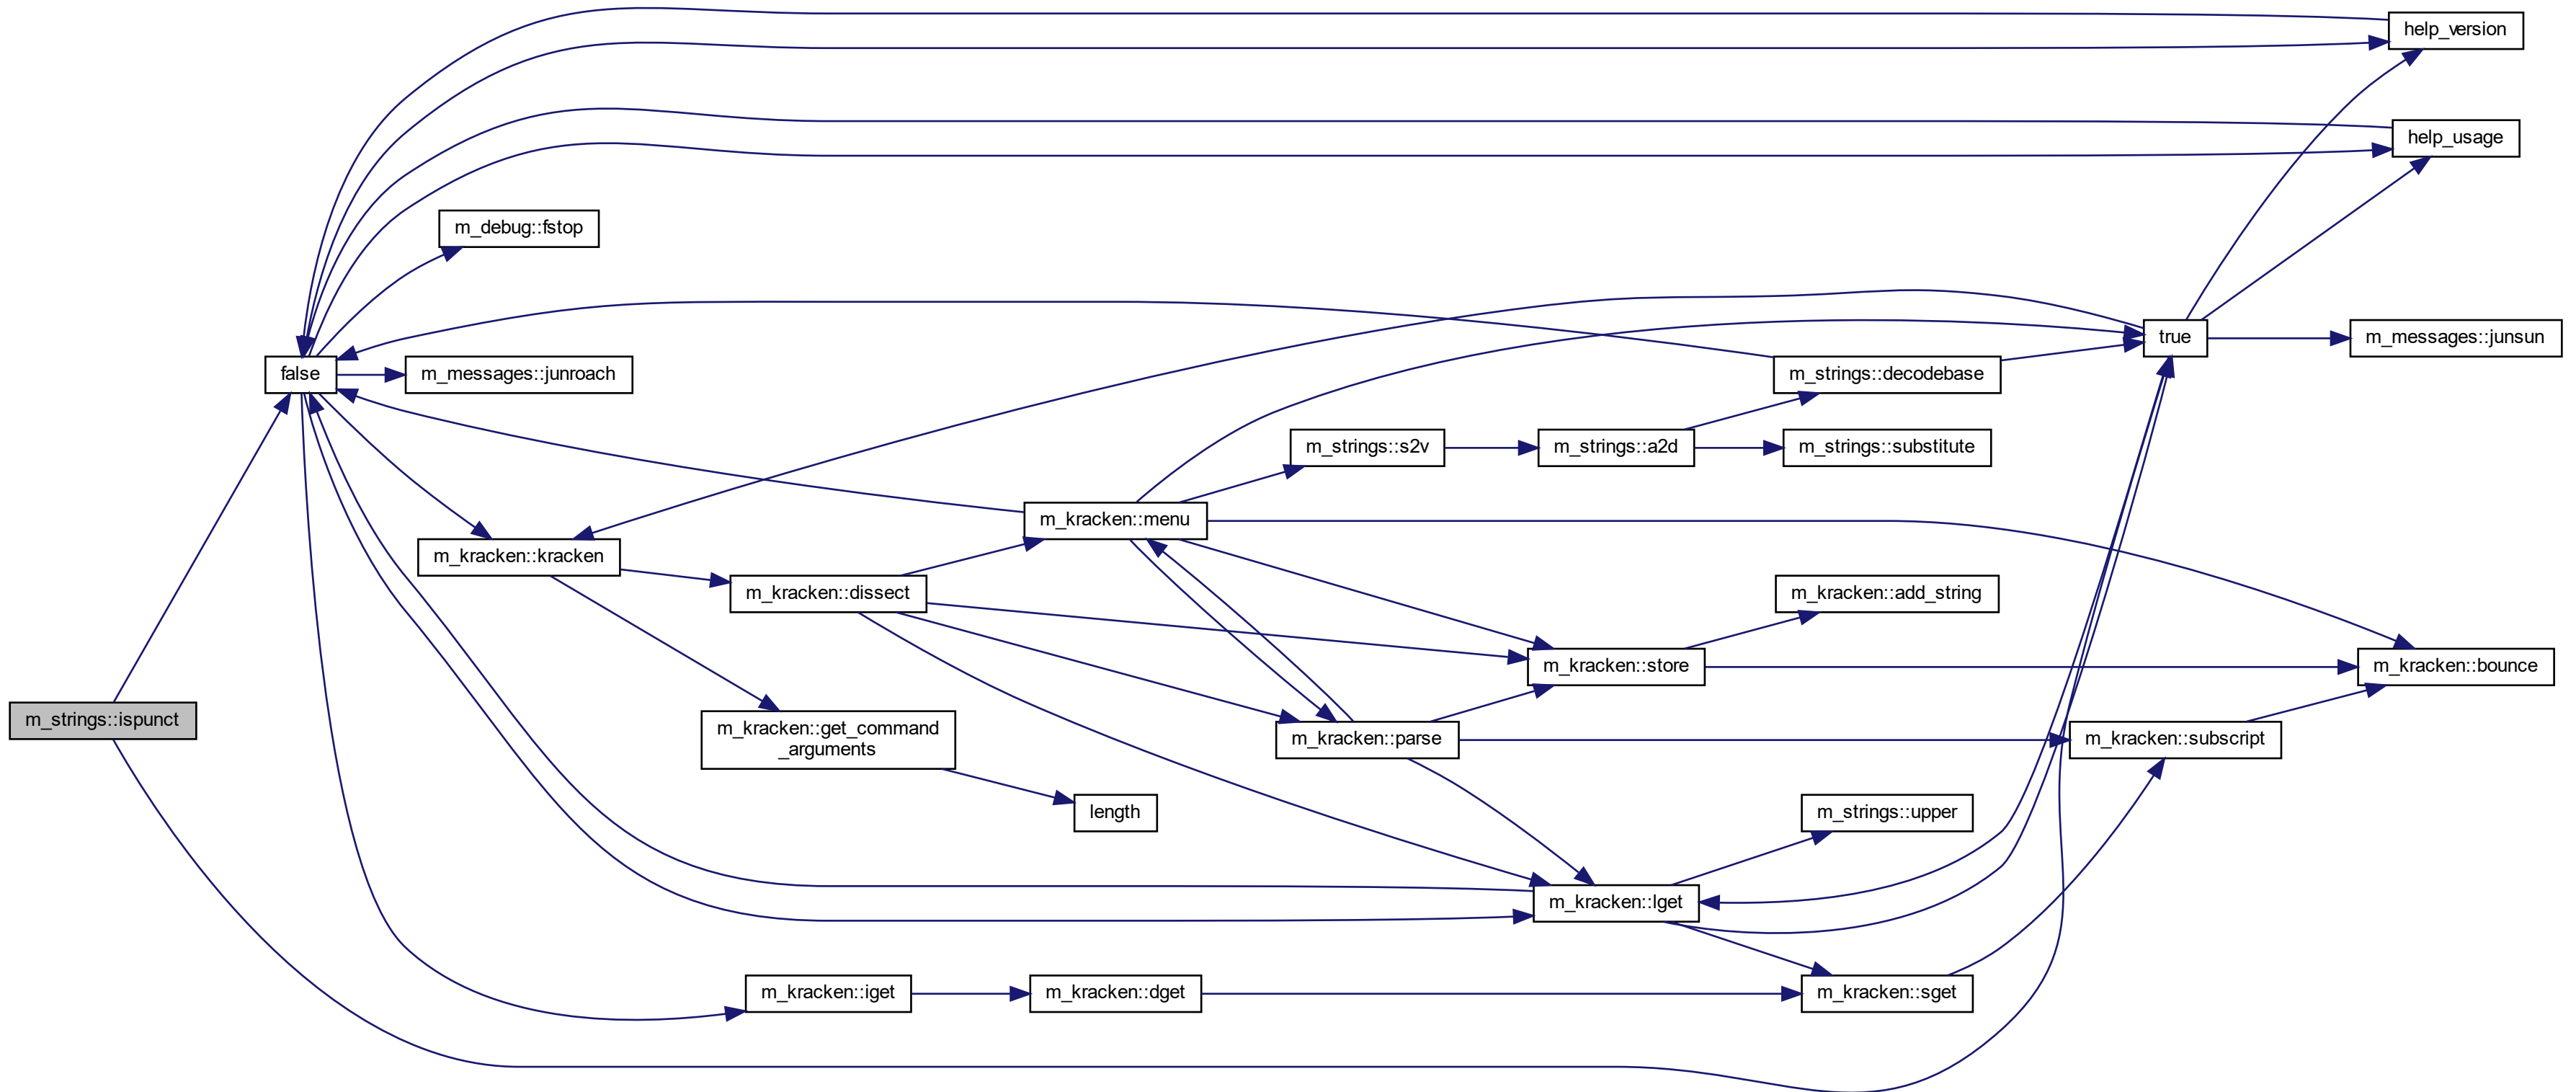 help_version
help_usage
m_debug::fstop
true
m_messages::junsun
false
m_messages::junroach
m_strings::decodebase
m_strings::s2v
m_strings::a2d
m_strings::substitute
m_kracken::menu
m_kracken::kracken
m_kracken::dissect
m_kracken::add_string
m_kracken::store
m_kracken::bounce
m_strings::ispunct
m_kracken::get_command
_arguments
m_kracken::parse
m_kracken::subscript
length
m_strings::upper
m_kracken::lget
m_kracken::iget
m_kracken::dget
m_kracken::sget